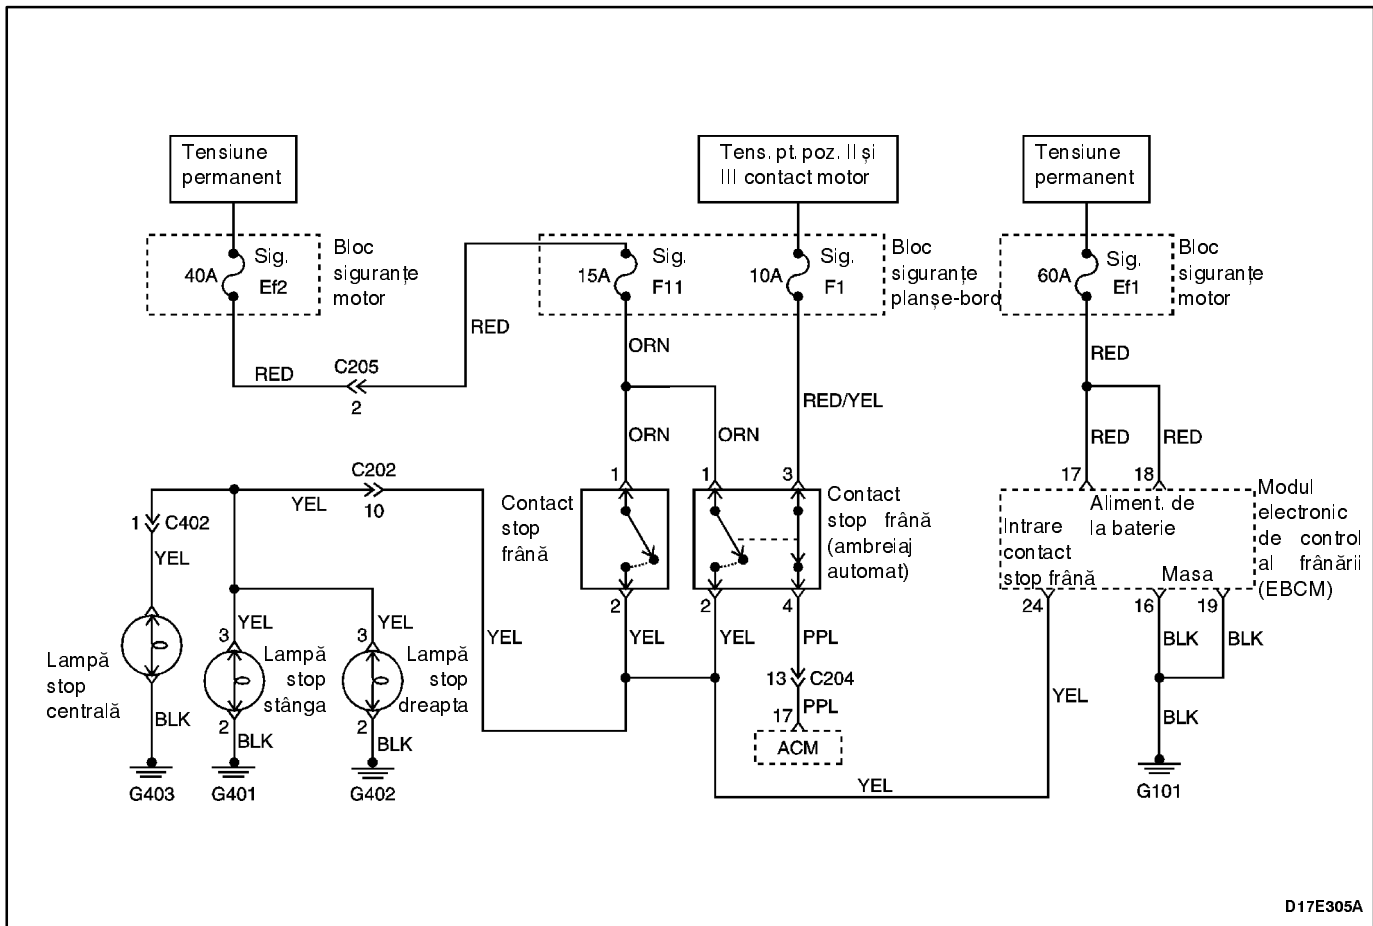 Tensiune
permanent
Tens. pt. poz. II și
III contact motor
Tensiune
permanent
40A
Sig.
Ef2
Bloc
siguranțe
motor
15A
Sig.
F11
10A
Sig.
F1
Bloc
siguranțe
planșe-bord
60A
Sig.
Ef1
Bloc
siguranțe
motor
RED
C205
2
RED
ORN
RED/YEL
RED
ORN
ORN
RED
RED
C202
10
YEL
1
C402
YEL
Contact
stop
frână
1
1
3
Contact
stop frână
(ambreiaj
automat)
17
18
Aliment. de
la baterie
Intrare
contact
stop frână
Masa
Modul
electronic
de control
al frânării
(EBCM)
2
2
4
24
16
19
YEL
YEL
3
3
YEL
YEL
YEL
PPL
BLK
BLK
Lampă
stop
centrală
Lampă
stop
stânga
Lampă
stop
dreapta
13
C204
PPL
17
ACM
YEL
BLK
BLK
2
BLK
2
BLK
G403
G401
G402
YEL
G101
D17E305A